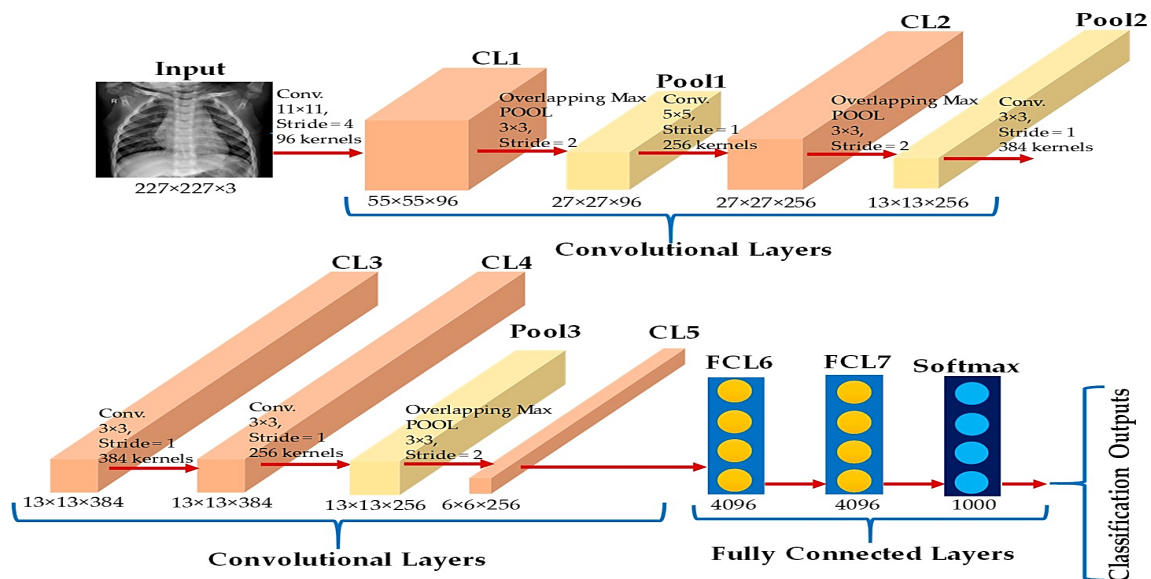 Input
Conv.
11×11,
Stride=4
96 kernels
227×227×3
CL1
55×55×96
Overlapping Max
POOL
3×3,
Stride=2
Pool1
27×27×96
Conv.
5×5,
Stride=1
256 kernels
CL2
27×27×256
Overlapping Max
POOL
3×3,
Stride=2
Pool2
13×13×256
Conv.
3×3,
Stride=1
384 kernels
Convolutional Layers
CL3
13×13×384
Conv.
3×3,
Stride=1
384 kernels
CL4
13×13×384
Conv.
3×3,
Stride=1
256 kernels
Pool3
13×13×256
Overlapping Max
POOL
3×3,
Stride=2
CL5
6×6×256
Convolutional Layers
FCL6
4096
FCL7
4096
Softmax
1000
Fully Connected Layers
Classification Outputs